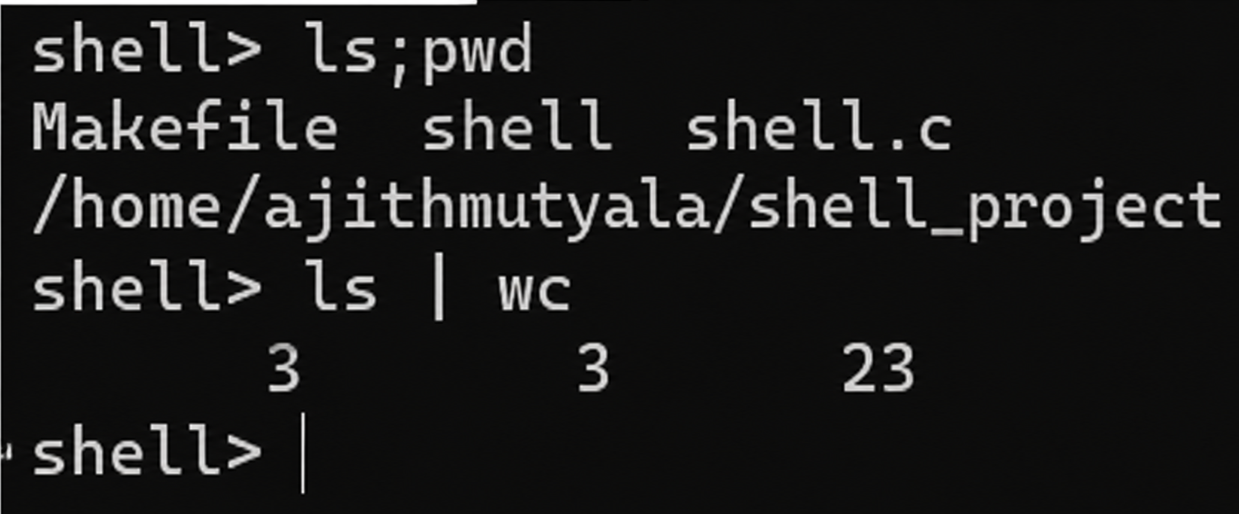 shell> ls;pwd
Makefile  shell  shell.c
/home/ajithmutyala/shell_project
shell> ls | wc
      3       3      23
shell>